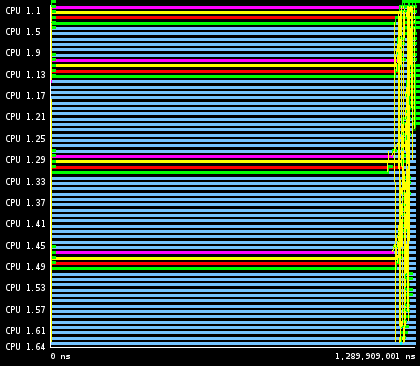 CPU 1.1
CPU 1.5
CPU 1.9
CPU 1.13
CPU 1.17
CPU 1.21
CPU 1.25
CPU 1.29
CPU 1.33
CPU 1.37
CPU 1.41
CPU 1.45
CPU 1.49
CPU 1.53
CPU 1.57
CPU 1.61
CPU 1.64
0 ns 1,289,909,001 ns